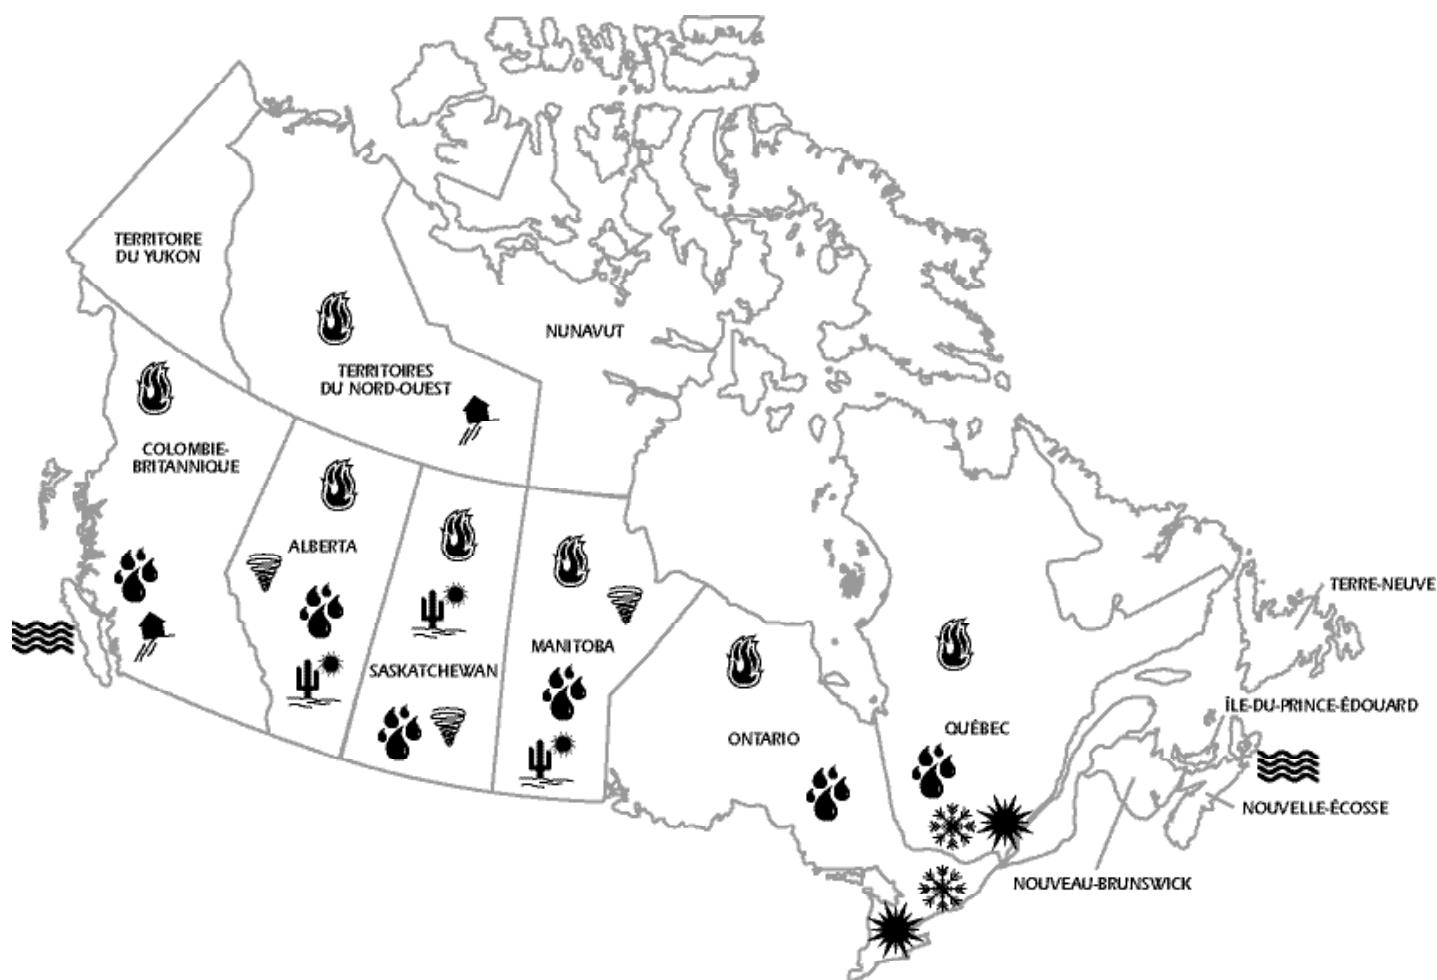 TERRITOIRE
DU YUKON
NUNAVUT
TERRITOIRES
DU NORD-OUEST
COLOMBIE-
BRITANNIQUE
ALBERTA
TERRE-NEUVE
MANITOBA
SASKATCHEWAN
ÎLE-DU-PRINCE-ÉDOUARD
QUÉBEC
ONTARIO
NOUVELLE-ÉCOSSE
NOUVEAU-BRUNSWICK